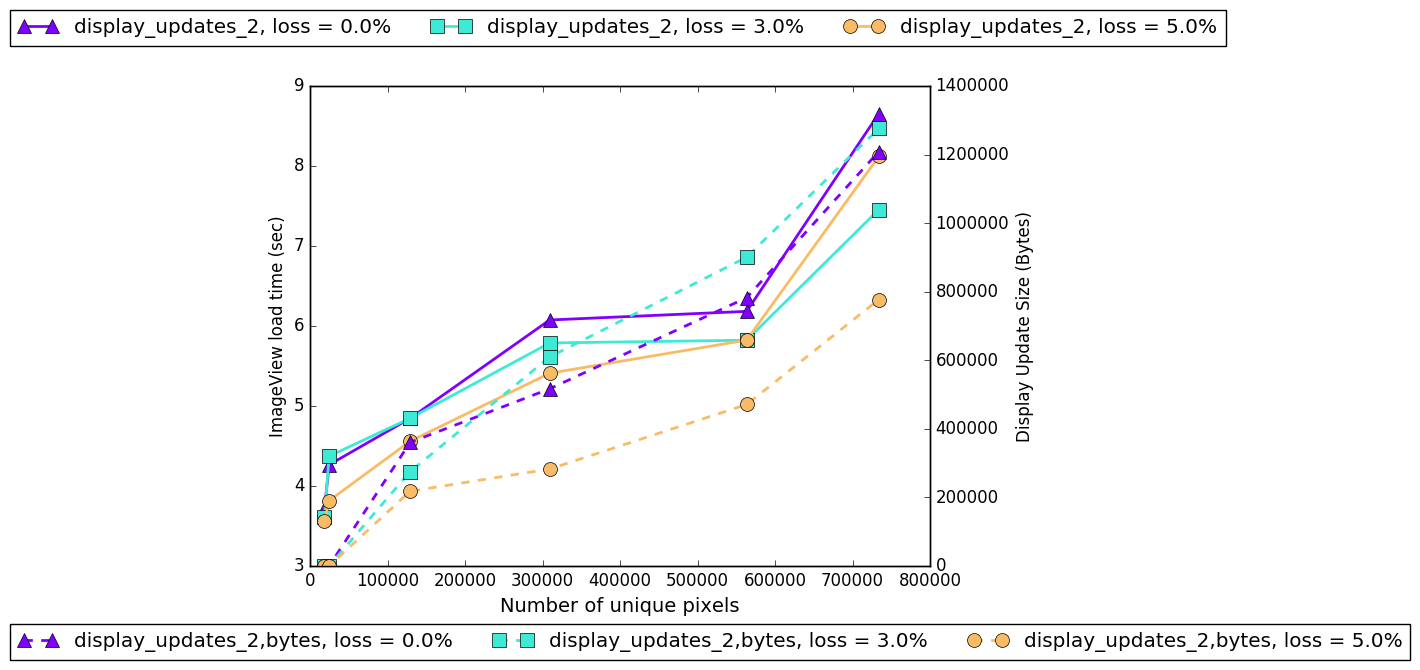 display_updates_2, loss = 0.0% display_updates_2, loss = 3.0% display_updates_2, loss = 5.0%
9 1400000
1200000
8
1000000
7
800000
6
600000
5
400000
4
200000
3 0
ImageView load time (sec)
Display Update Size (Bytes)
0 100000 200000 300000 400000 500000 600000 700000 800000
Number of unique pixels
display_updates_2,bytes, loss = 0.0% display_updates_2,bytes, loss = 3.0% display_updates_2,bytes, loss = 5.0%